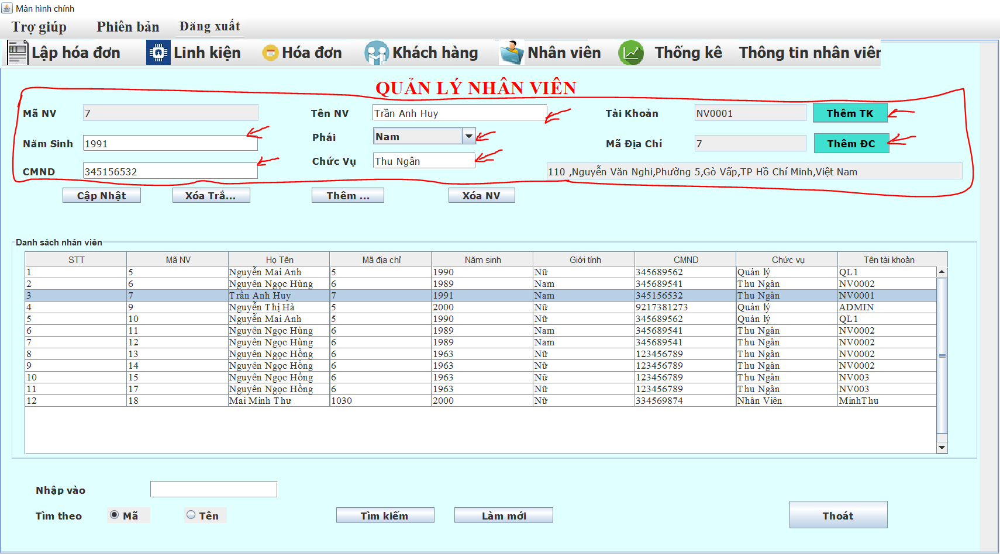 Màn hình chính
Trợ giúp Phiên bản Đăng xuất
Lập hóa đơn Linh kiện Hóa đơn Khách hàng Nhân viên Thống kê Thông tin nhân viên
QUẢN LÝ NHÂN VIÊN
Mã NV 7 Tên NV Trần Anh Huy Tài Khoản NV0001 Thêm TK
Năm Sinh 1991 Phái Nam Mã Địa Chỉ 7 Thêm ĐC
CMND 345156532 Chức Vụ Thu Ngân 110 ,Nguyễn Văn Nghi,Phường 5,Gò Vấp,TP Hồ Chí Minh,Việt Nam
Cập Nhật Xóa Trắ... Thêm ... Xóa NV
Danh sách nhân viên
STT Mã NV Họ Tên Mã địa chỉ Năm sinh Giới tính CMND Chức vụ Tên tài khoản
1 5 Nguyễn Mai Anh 5 1990 Nữ 345689562 Quản lý QL1
2 6 Nguyên Ngọc Hùng 6 1989 Nam 345689541 Thu Ngân NV0002
3 7 Trần Anh Huy 7 1991 Nam 345156532 Thu Ngân NV0001
4 9 Nguyễn Thị Hà 5 2000 Nữ 9217381273 Quản lý ADMIN
5 10 Nguyễn Mai Anh 5 1990 Nữ 345689562 Quản lý QL1
6 11 Nguyên Ngọc Hùng 6 1989 Nam 345689541 Thu Ngân NV0002
7 12 Nguyên Ngọc Hùng 6 1989 Nam 345689541 Thu Ngân NV0002
8 13 Nguyên Ngọc Hồng 6 1963 Nữ 123456789 Thu Ngân NV0002
9 14 Nguyên Ngọc Hồng 6 1963 Nữ 123456789 Thu Ngân NV0002
10 15 Nguyên Ngọc Hồng 6 1963 Nữ 123456789 Thu Ngân NV003
11 17 Nguyên Ngọc Hồng 6 1963 Nữ 123456789 Thu Ngân NV003
12 18 Mai Minh Thư 1030 2000 Nữ 334569874 Nhân Viên MinhThu
Nhập vào
Tìm theo Mã Tên Tìm kiếm Làm mới Thoát